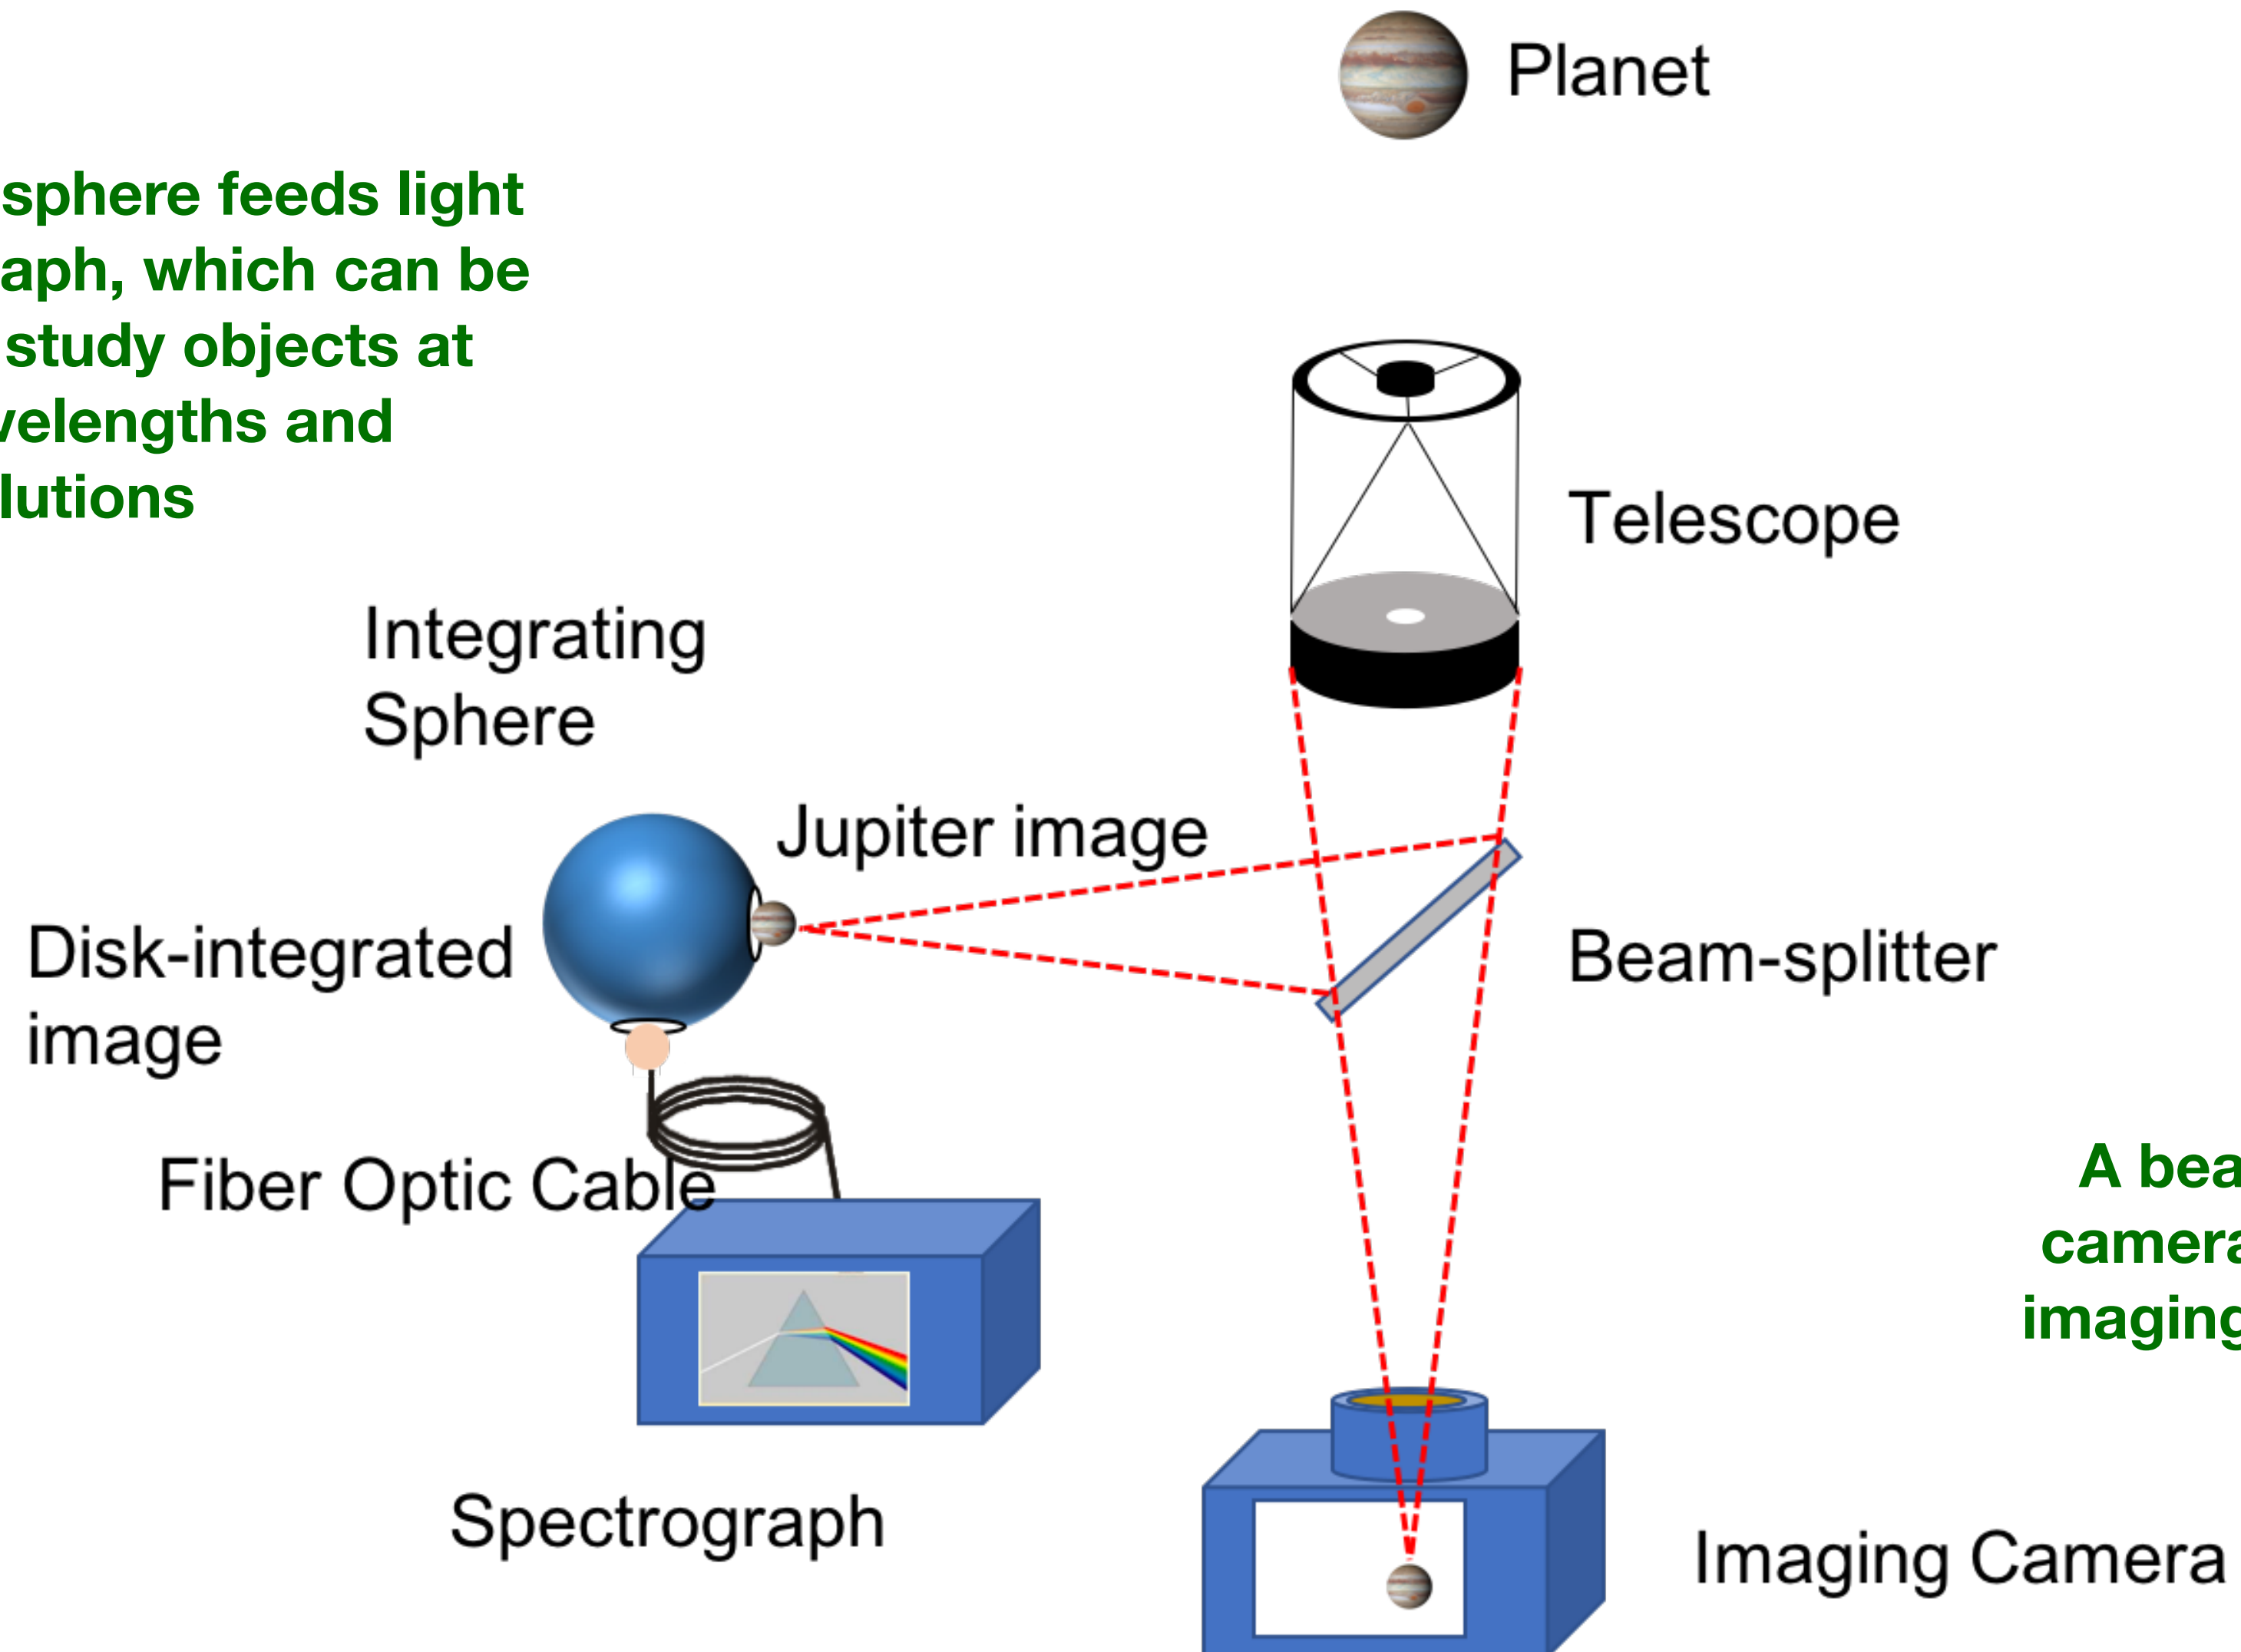 Planet
sphere feeds light
aph, which can be
study objects at
velengths and
lutions
Telescope
Integrating
Sphere
Jupiter image
Disk-integrated
image
Beam-splitter
Fiber Optic Cable
A bea
camera
imaging
Spectrograph
Imaging Camera